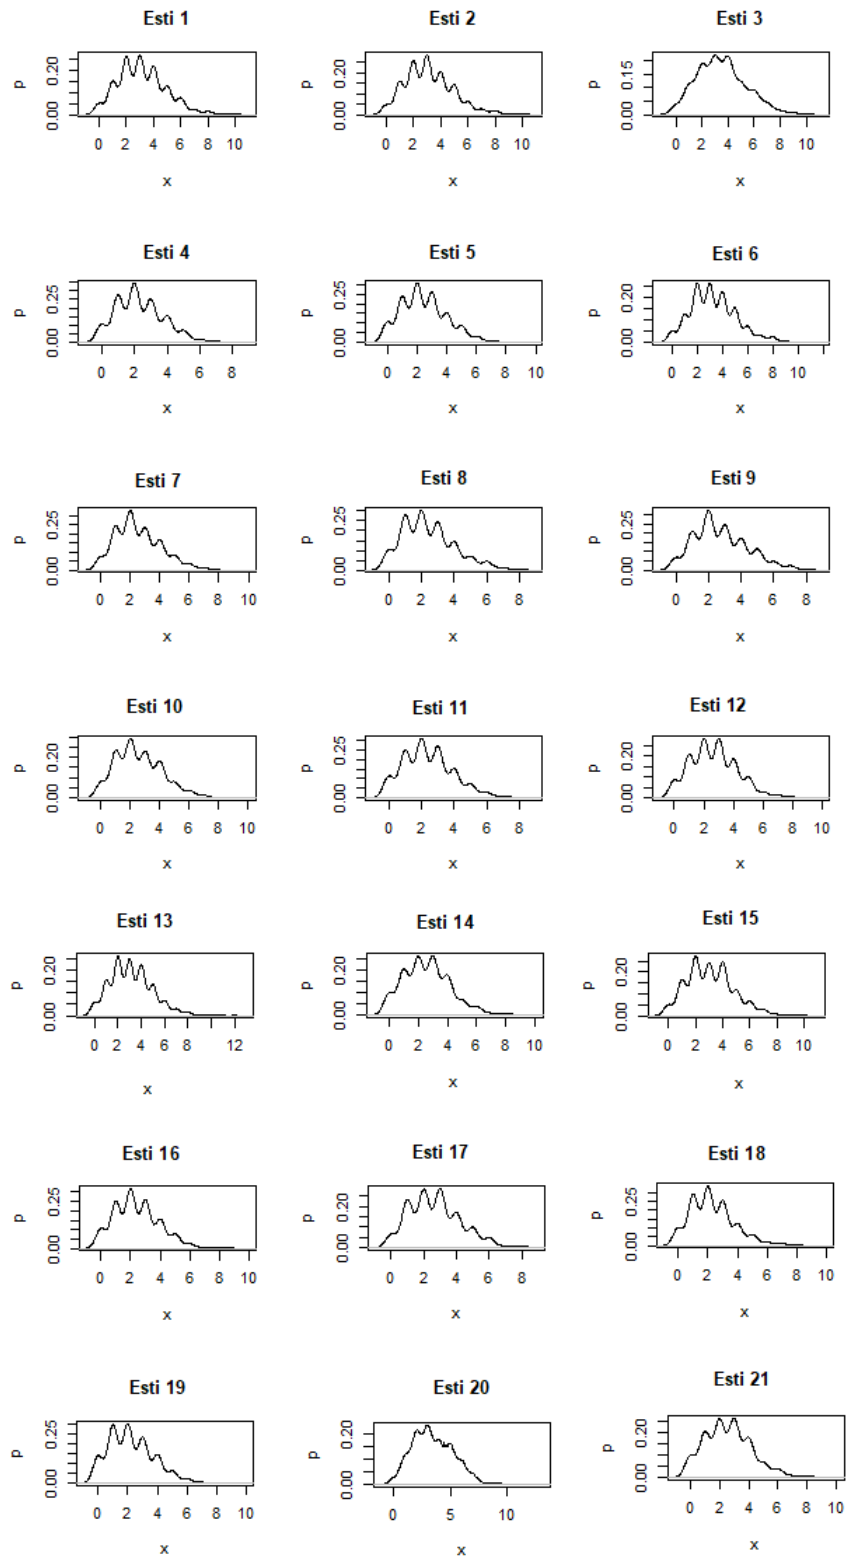 Esti 1 Esti 2 Esti 3
p 0.00 0.20 p 0.00 0.20 p 0.00 0.15
0 2 4 6 8 10 0 2 4 6 8 10 0 2 4 6 8 10
x x x
Esti 4 Esti 5 Esti 6
p 0.00 0.25 p 0.00 0.25 p 0.00 0.20
0 2 4 6 8 0 2 4 6 8 10 0 2 4 6 8 10
x x x
Esti 7 Esti 8 Esti 9
p 0.00 0.25 p 0.00 0.25 p 0.00 0.25
0 2 4 6 8 10 0 2 4 6 8 0 2 4 6 8
x x x
Esti 10 Esti 11 Esti 12
p 0.00 0.20 p 0.00 0.25 p 0.00 0.20
0 2 4 6 8 10 0 2 4 6 8 0 2 4 6 8 10
x x x
Esti 13 Esti 14 Esti 15
p 0.00 0.20 p 0.00 0.20 p 0.00 0.20
0 2 4 6 8 12 0 2 4 6 8 10 0 2 4 6 8 10
x x x
Esti 16 Esti 17 Esti 18
p 0.00 0.25 p 0.00 0.20 p 0.00 0.25
0 2 4 6 8 10 0 2 4 6 8 0 2 4 6 8 10
x x x
Esti 19 Esti 20 Esti 21
p 0.00 0.25 p 0.00 0.20 p 0.00 0.20
0 2 4 6 8 10 0 5 10 0 2 4 6 8 10
x x x